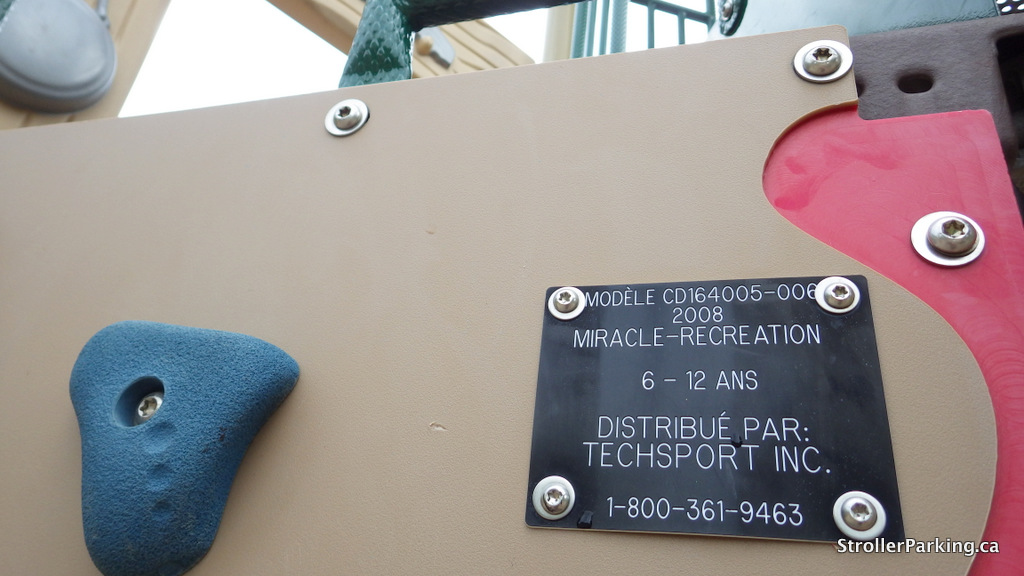 MODÈLE CD164005-006
2008
MIRACLE-RECREATION
6 - 12 ANS
DISTRIBUÉ PAR:
TECHSPORT INC.
1-800-361-9463
StrollerParking.ca